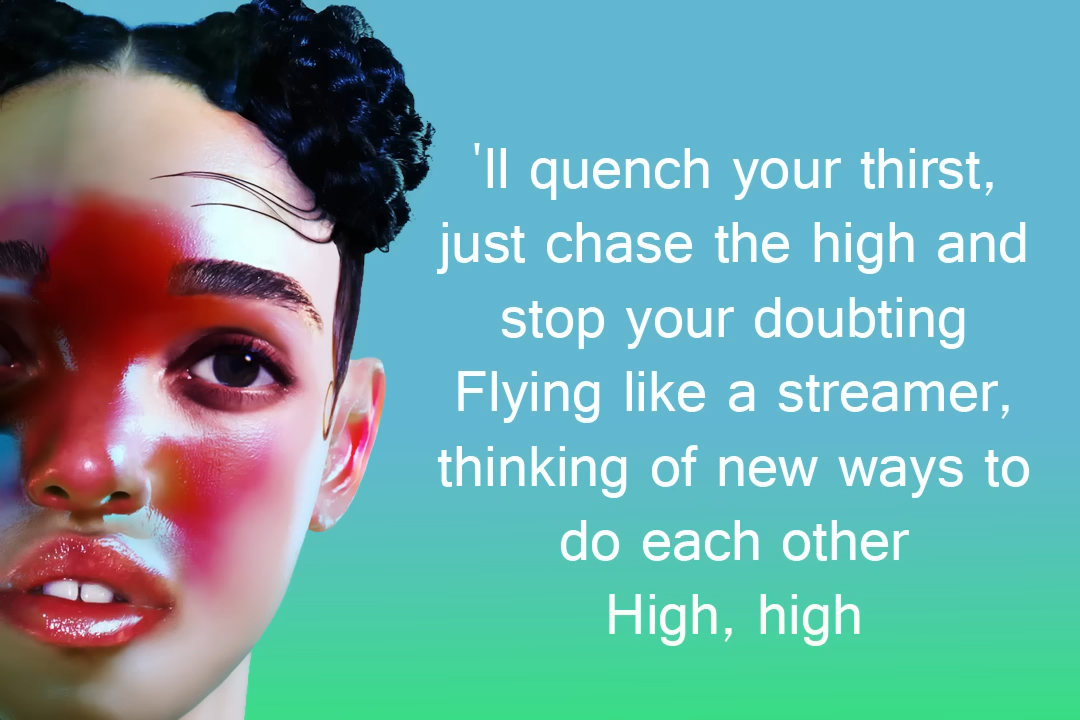 'll quench your thirst,
just chase the high and
stop your doubting
Flying like a streamer,
thinking of new ways to
do each other
High, high